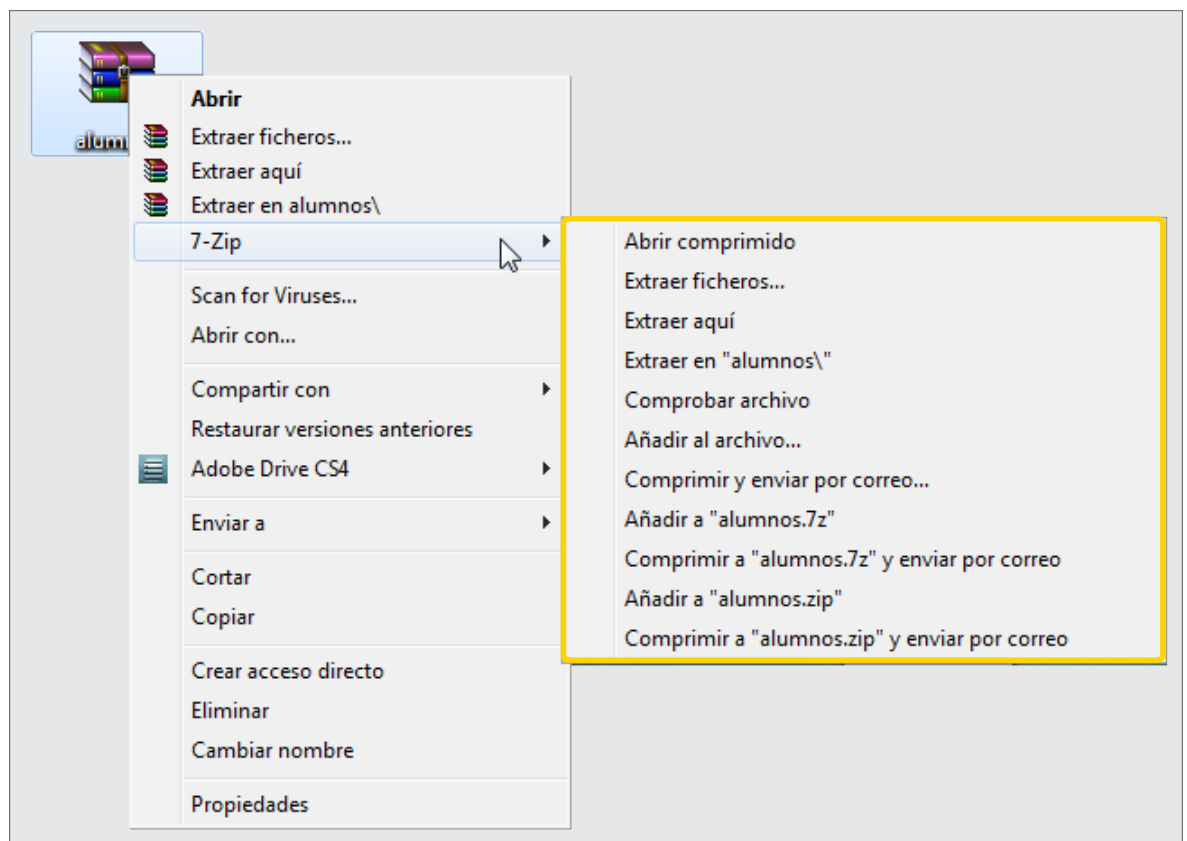 Abrir
Extraer ficheros...
Extraer aquí
Extraer en alumnos\
7-Zip
Scan for Viruses...
Abrir con...
Compartir con
Restaurar versiones anteriores
Adobe Drive CS4
Enviar a
Cortar
Copiar
Crear acceso directo
Eliminar
Cambiar nombre
Propiedades
Abrir comprimido
Extraer ficheros...
Extraer aquí
Extraer en "alumnos\"
Comprobar archivo
Añadir al archivo...
Comprimir y enviar por correo...
Añadir a "alumnos.7z"
Comprimir a "alumnos.7z" y enviar por correo
Añadir a "alumnos.zip"
Comprimir a "alumnos.zip" y enviar por correo